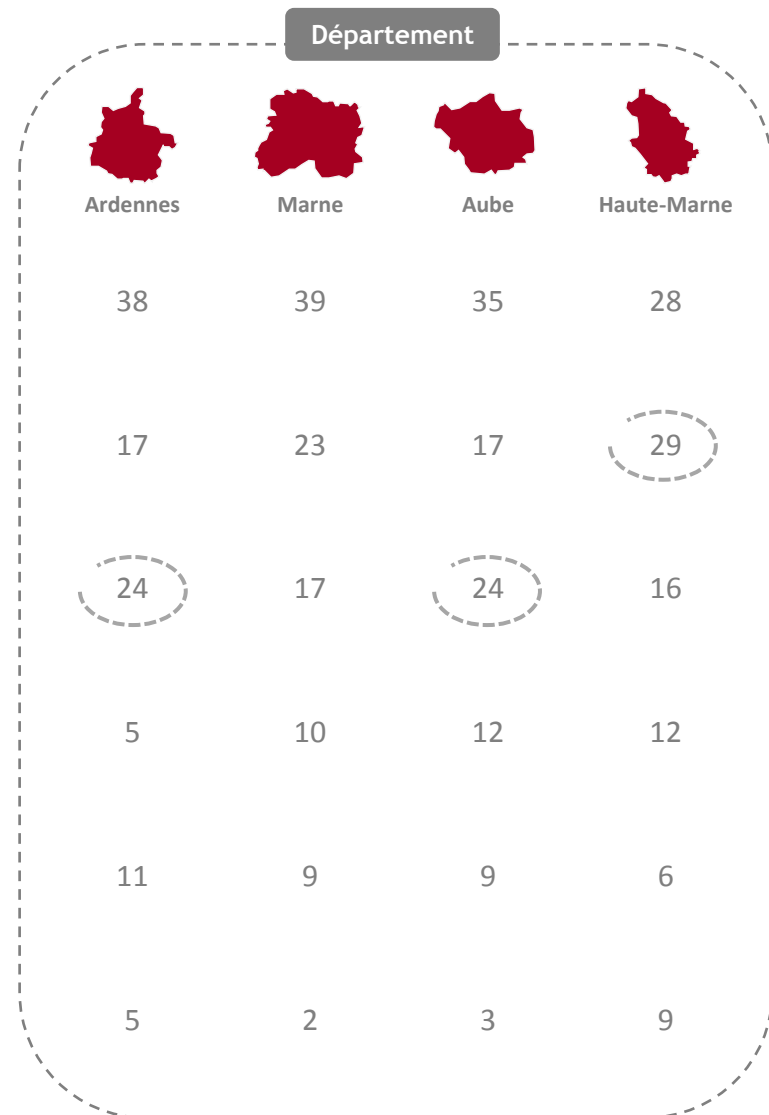 Département
Ardennes Marne Aube Haute-Marne
38 39 35 28
17 23 17 29
24 17 24 16
5 10 12 12
11 9 9 6
5 2 3 9